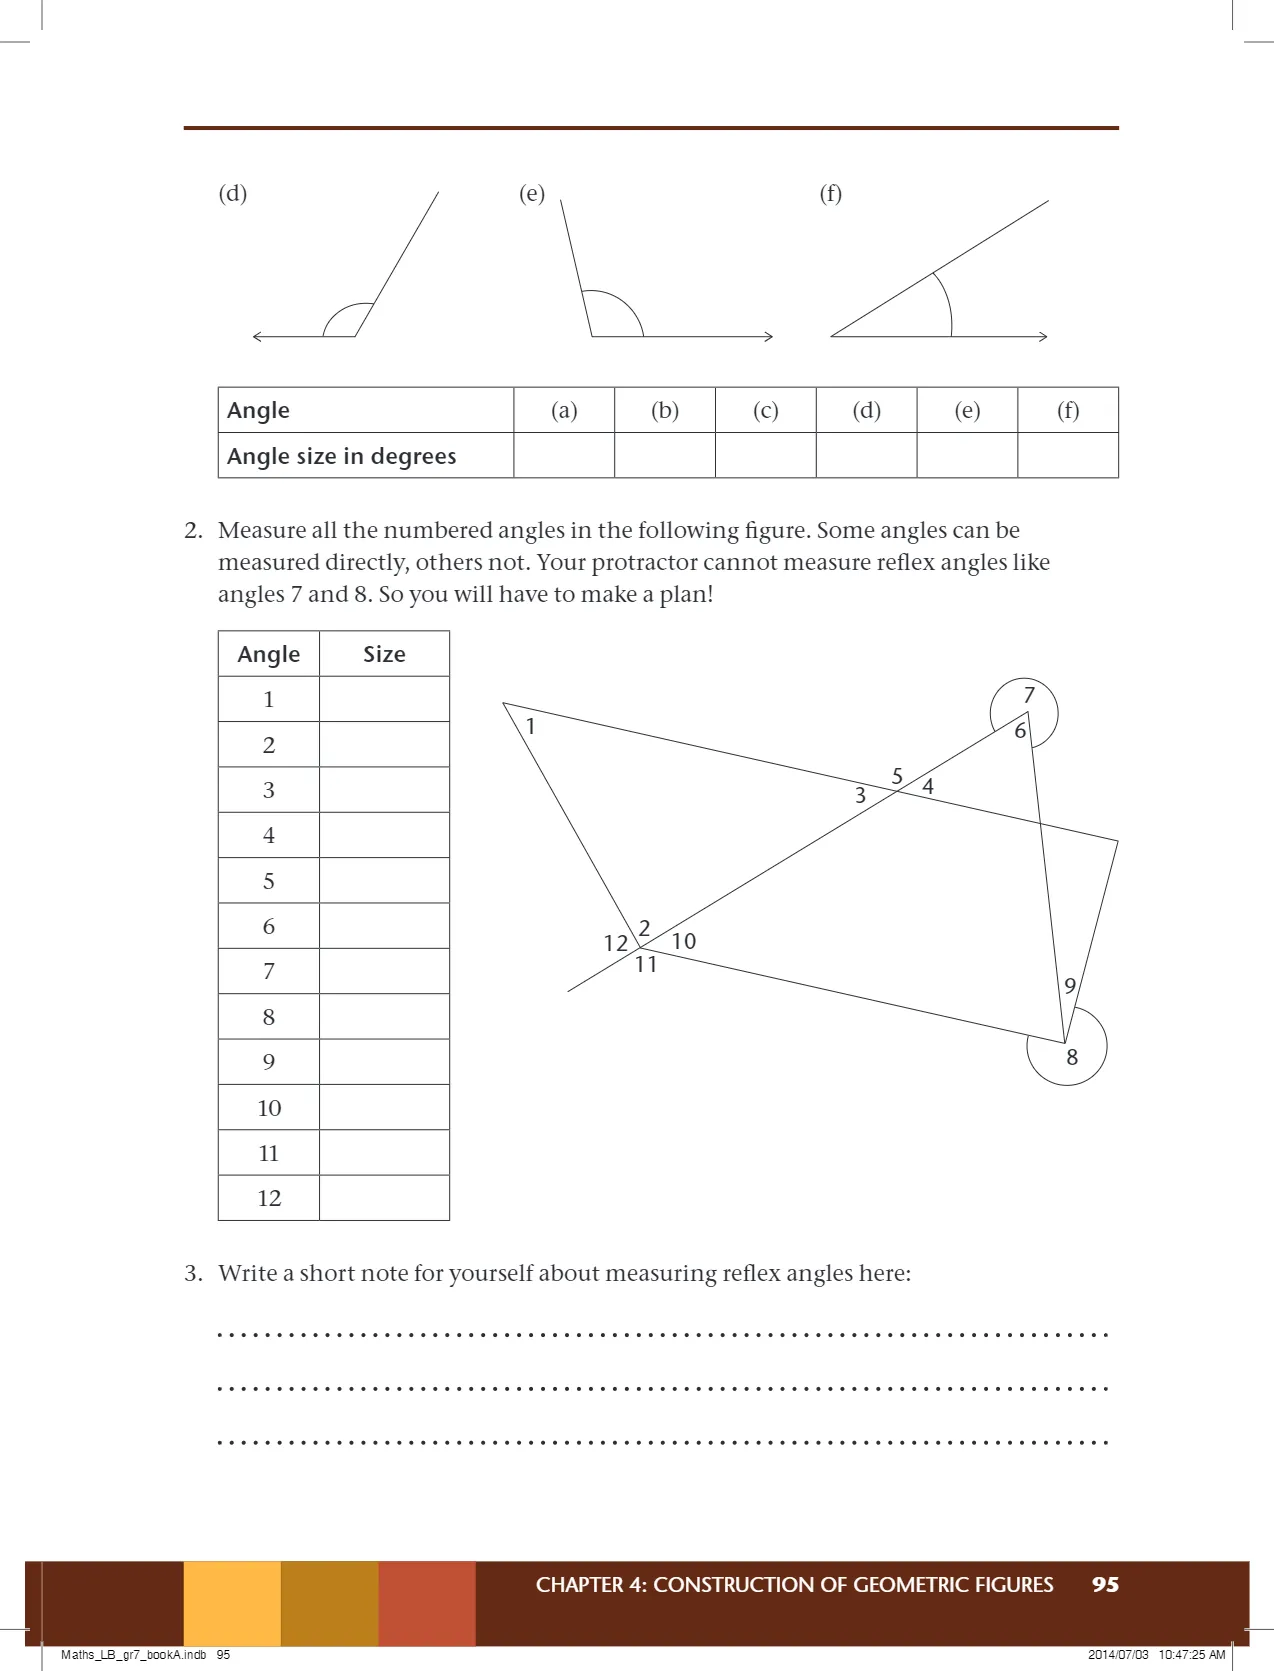 (d) (e) (f)
Angle (a) (b) (c) (d) (e) (f)
Angle size in degrees
2. Measure all the numbered angles in the following figure. Some angles can be
measured directly, others not. Your protractor cannot measure reflex angles like
angles 7 and 8. So you will have to make a plan!
Angle Size
1
2
3
4
5
6
7
8
9
10
11
12
7
1
6
5
4
3
2
12
10
11
9
8
3. Write a short note for yourself about measuring reflex angles here:
CHAPTER 4: CONSTRUCTION OF GEOMETRIC FIGURES 95
Maths_LB_gr7_bookA.indb 95 2014/07/03 10:47:25 AM